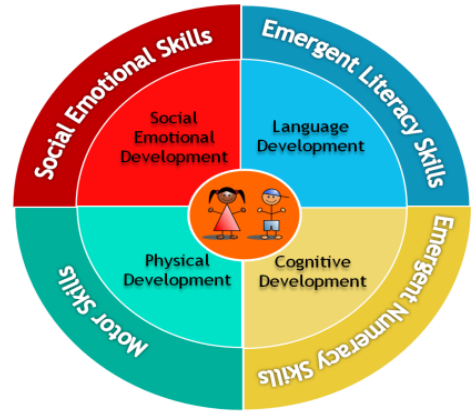 Social Emotional Skills
Emergent Literacy Skills
Social
Emotional
Development
Language
Development
Physical
Development
Cognitive
Development
Motor Skills
Emergent Numeracy Skills